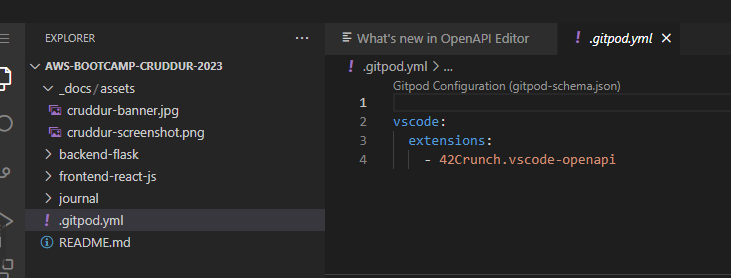 EXPLORER
AWS-BOOTCAMP-CRUDDUR-2023
_docs / assets
cruddur-banner.jpg
cruddur-screenshot.png
backend-flask
frontend-react-js
journal
.gitpod.yml
README.md
What's new in OpenAPI Editor
.gitpod.yml
.gitpod.yml > ...
Gitpod Configuration (gitpod-schema.json)
1
2 vscode:
3 extensions:
4 - 42Crunch.vscode-openapi